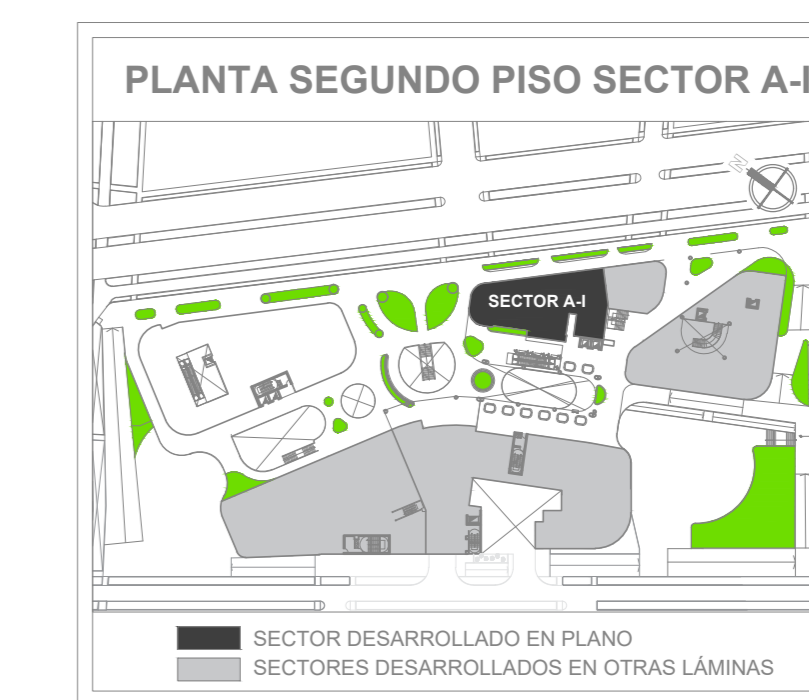 PLANTA SEGUNDO PISO SECTOR A-I
N
SECTOR A-I
SECTOR DESARROLLADO EN PLANO
SECTORES DESARROLLADOS EN OTRAS LÁMINAS